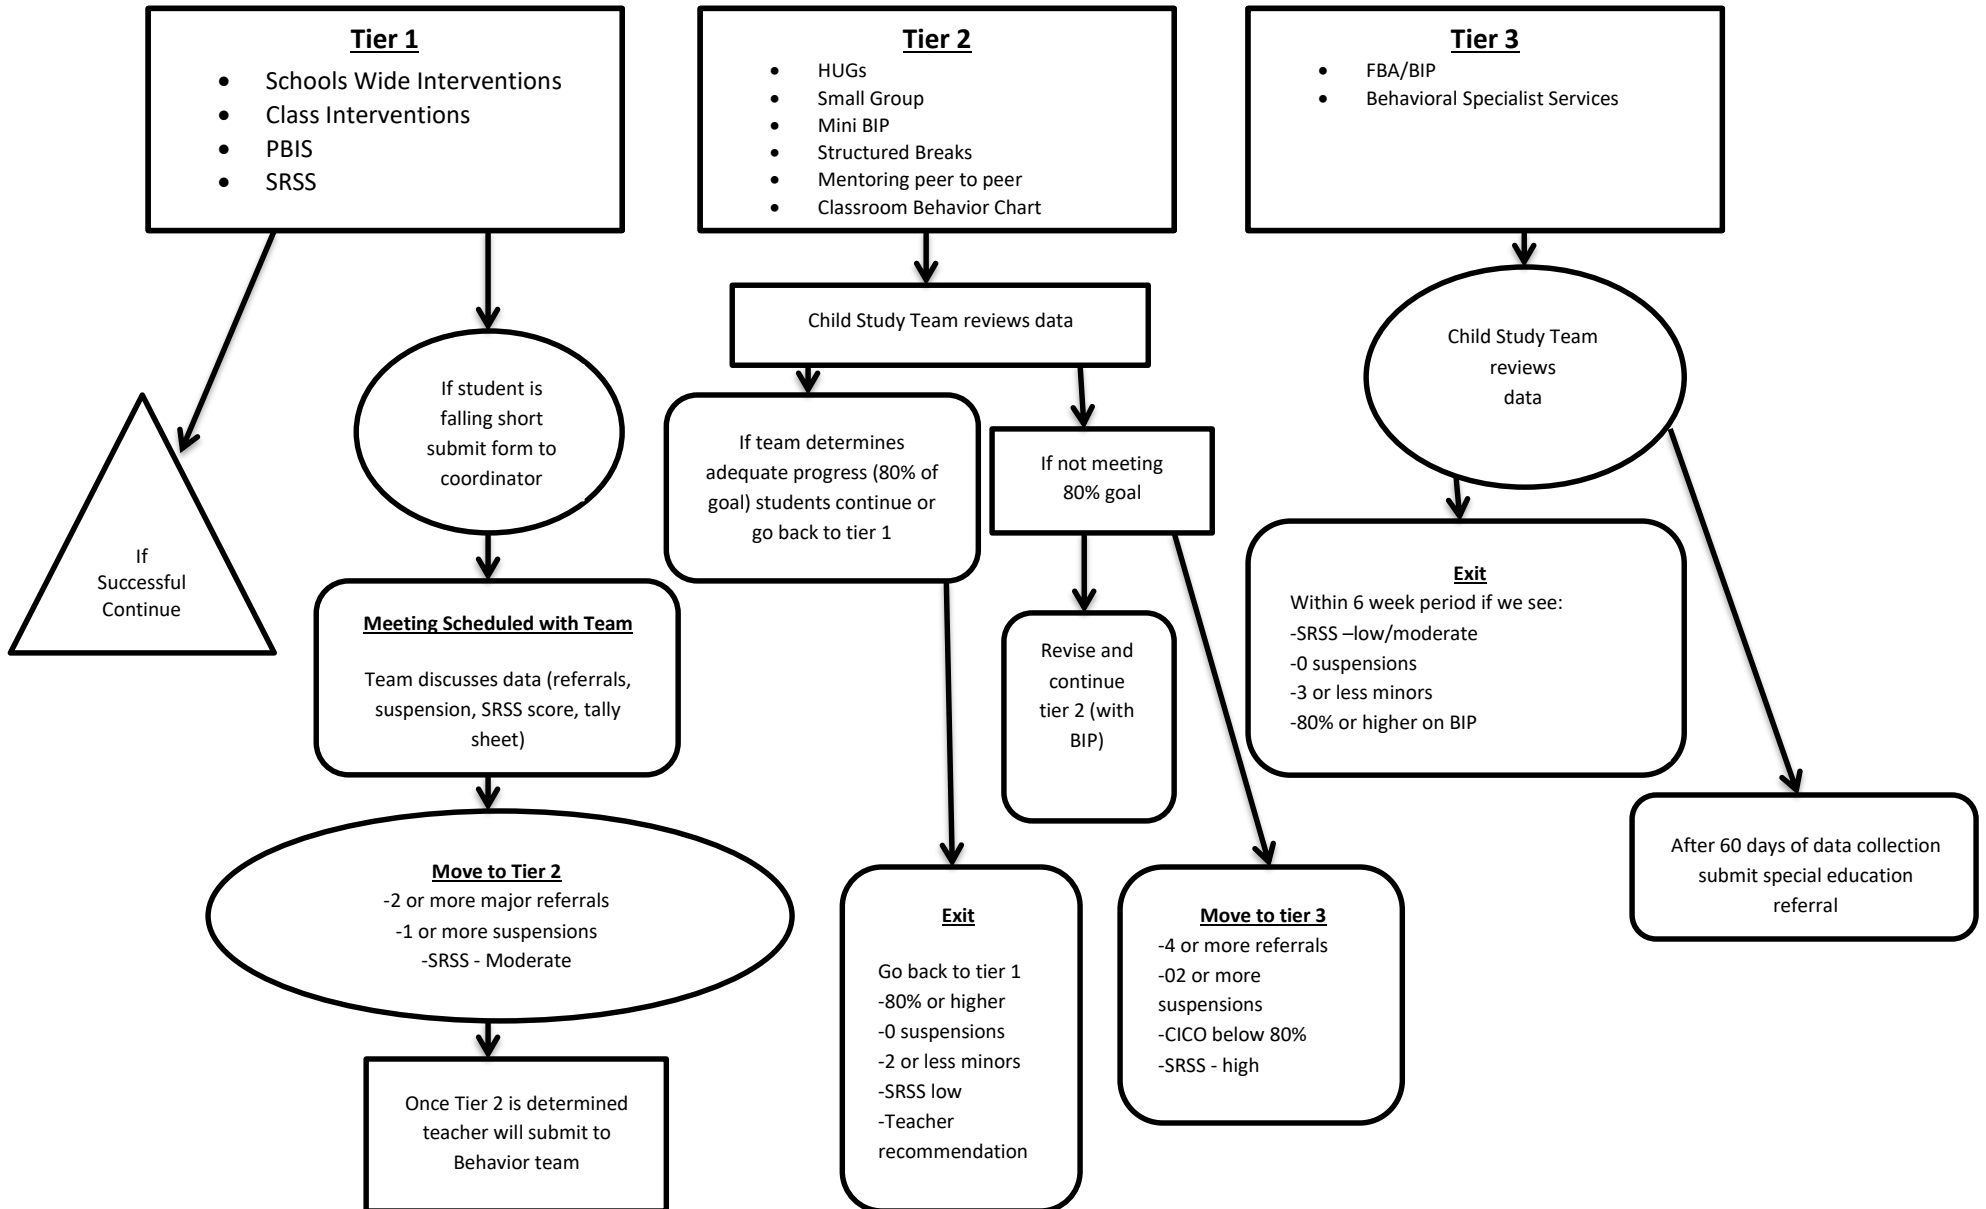 Tier 1
• Schools Wide Interventions
• Class Interventions
• PBIS
• SRSS
If
Successful
Continue
If student is
falling short
submit form to
coordinator
Meeting Scheduled with Team
Team discusses data (referrals,
suspension, SRSS score, tally
sheet)
Move to Tier 2
-2 or more major referrals
-1 or more suspensions
-SRSS - Moderate
Once Tier 2 is determined
teacher will submit to
Behavior team
Tier 2
• HUGs
• Small Group
• Mini BIP
• Structured Breaks
• Mentoring peer to peer
• Classroom Behavior Chart
Child Study Team reviews data
If team determines
adequate progress (80% of
goal) students continue or
go back to tier 1
If not meeting
80% goal
Revise and
continue
tier 2 (with
BIP)
Exit
Go back to tier 1
-80% or higher
-0 suspensions
-2 or less minors
-SRSS low
-Teacher
recommendation
Move to tier 3
-4 or more referrals
-02 or more
suspensions
-CICO below 80%
-SRSS - high
Tier 3
• FBA/BIP
• Behavioral Specialist Services
Child Study Team
reviews
data
Exit
Within 6 week period if we see:
-SRSS –low/moderate
-0 suspensions
-3 or less minors
-80% or higher on BIP
After 60 days of data collection
submit special education
referral